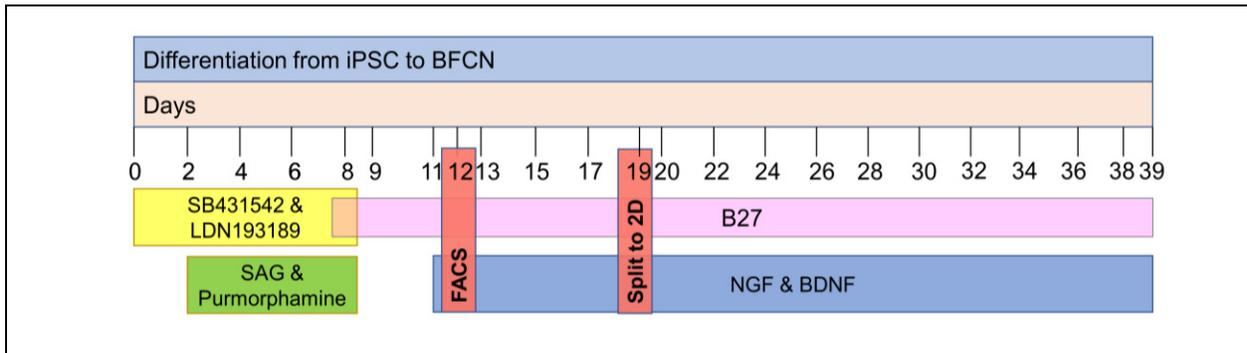 Differentiation from iPSC to BFCN
Days
0 2 4 6 8 9 11 12 13 15 17 19 20 22 24 26 28 30 32 34 36 38 39
SB431542 &
LDN193189
B27
SAG &
Purmorphamine
FACS
Split to 2D
NGF & BDNF